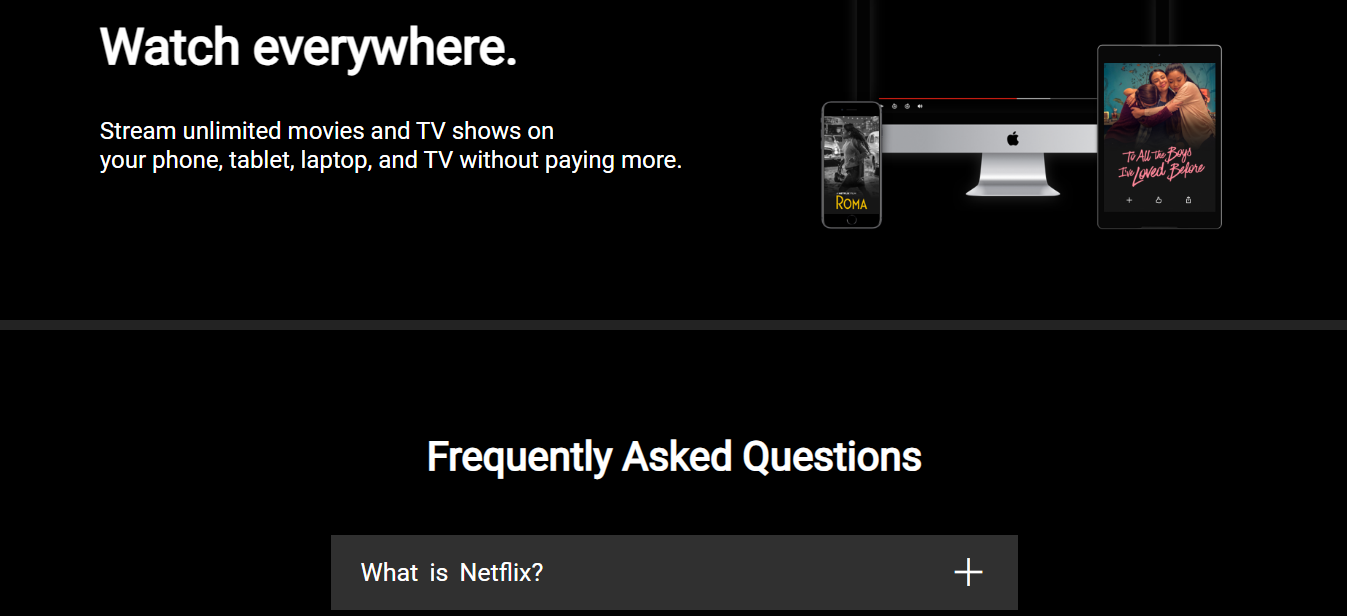 Watch everywhere.
Stream unlimited movies and TV shows on
your phone, tablet, laptop, and TV without paying more.
ROMA
To All The Boys
I've Loved Before
Frequently Asked Questions
What is Netflix?